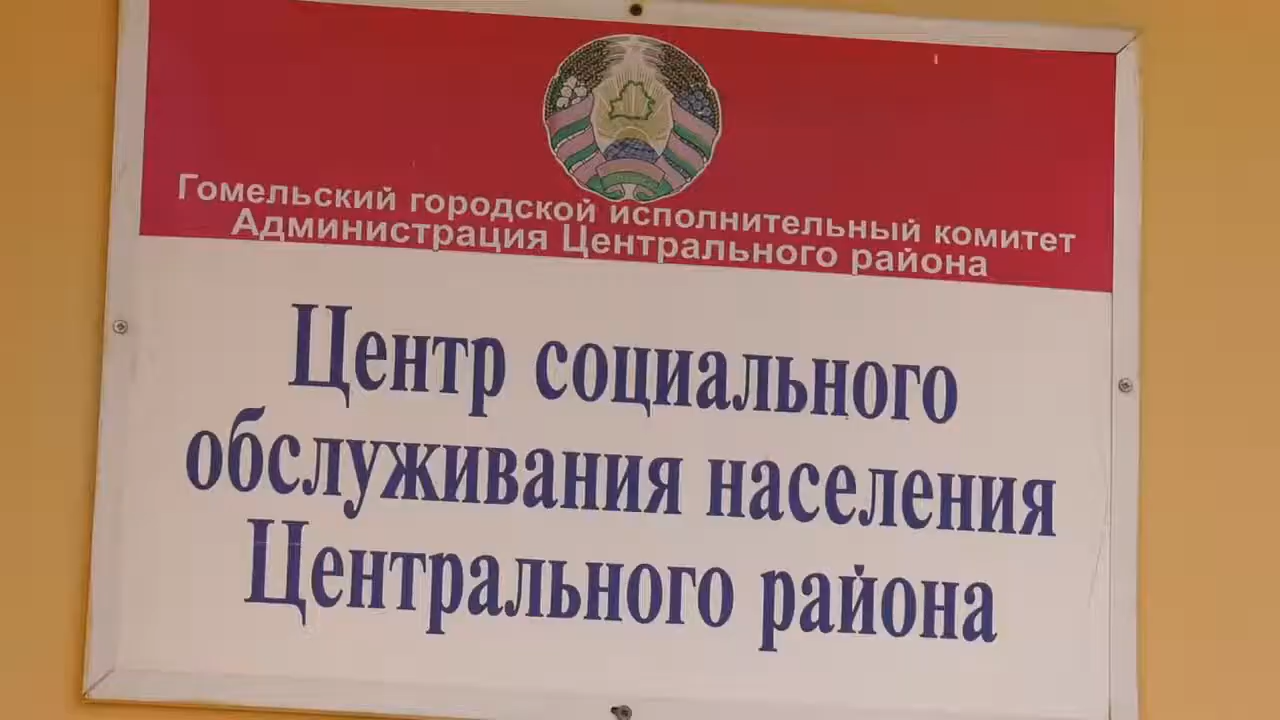 Гомельский городской исполнительный комитет
Администрация Центрального района
Центр социального
обслуживания населения
Центрального района